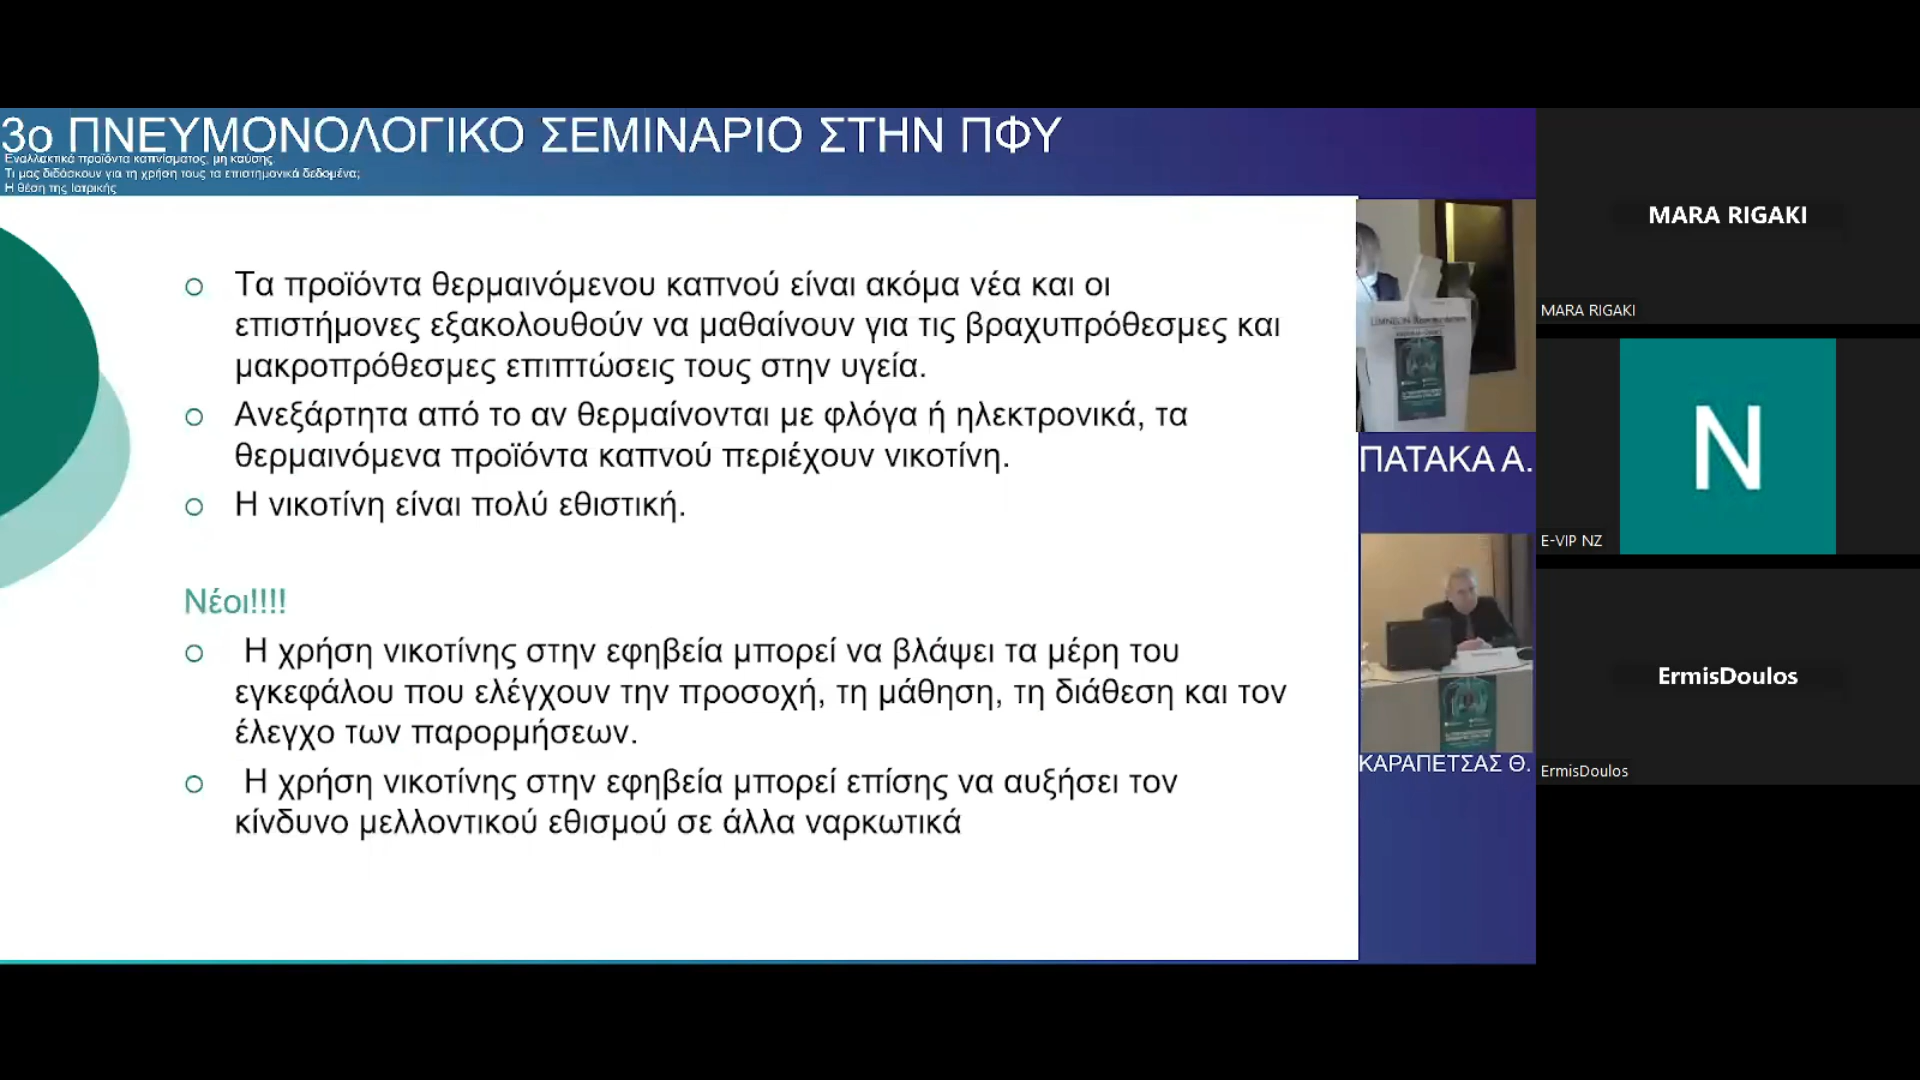 3ο ΠΝΕΥΜΟΝΟΛΟΓΙΚΟ ΣΕΜΙΝΑΡΙΟ ΣΤΗΝ ΠΦΥ
Εναλλακτικά προϊόντα καπνίσματος, μη καύσης.
Τι μας διδάσκουν για τη χρήση τους τα επιστημονικά δεδομένα;
Η θέση της Ιατρικής
Τα προϊόντα θερμαινόμενου καπνού είναι ακόμα νέα και οι
επιστήμονες εξακολουθούν να μαθαίνουν για τις βραχυπρόθεσμες και
μακροπρόθεσμες επιπτώσεις τους στην υγεία.
Ανεξάρτητα από το αν θερμαίνονται με φλόγα ή ηλεκτρονικά, τα
θερμαινόμενα προϊόντα καπνού περιέχουν νικοτίνη.
Η νικοτίνη είναι πολύ εθιστική.
Νέοι!!!!
Η χρήση νικοτίνης στην εφηβεία μπορεί να βλάψει τα μέρη του
εγκεφάλου που ελέγχουν την προσοχή, τη μάθηση, τη διάθεση και τον
έλεγχο των παρορμήσεων.
Η χρήση νικοτίνης στην εφηβεία μπορεί επίσης να αυξήσει τον
κίνδυνο μελλοντικού εθισμού σε άλλα ναρκωτικά
ΠΑΤΑΚΑ Α.
ΚΑΡΑΠΕΤΣΑΣ Θ.
MARA RIGAKI
MARA RIGAKI
N
E-VIP NZ
ErmisDoulos
ErmisDoulos